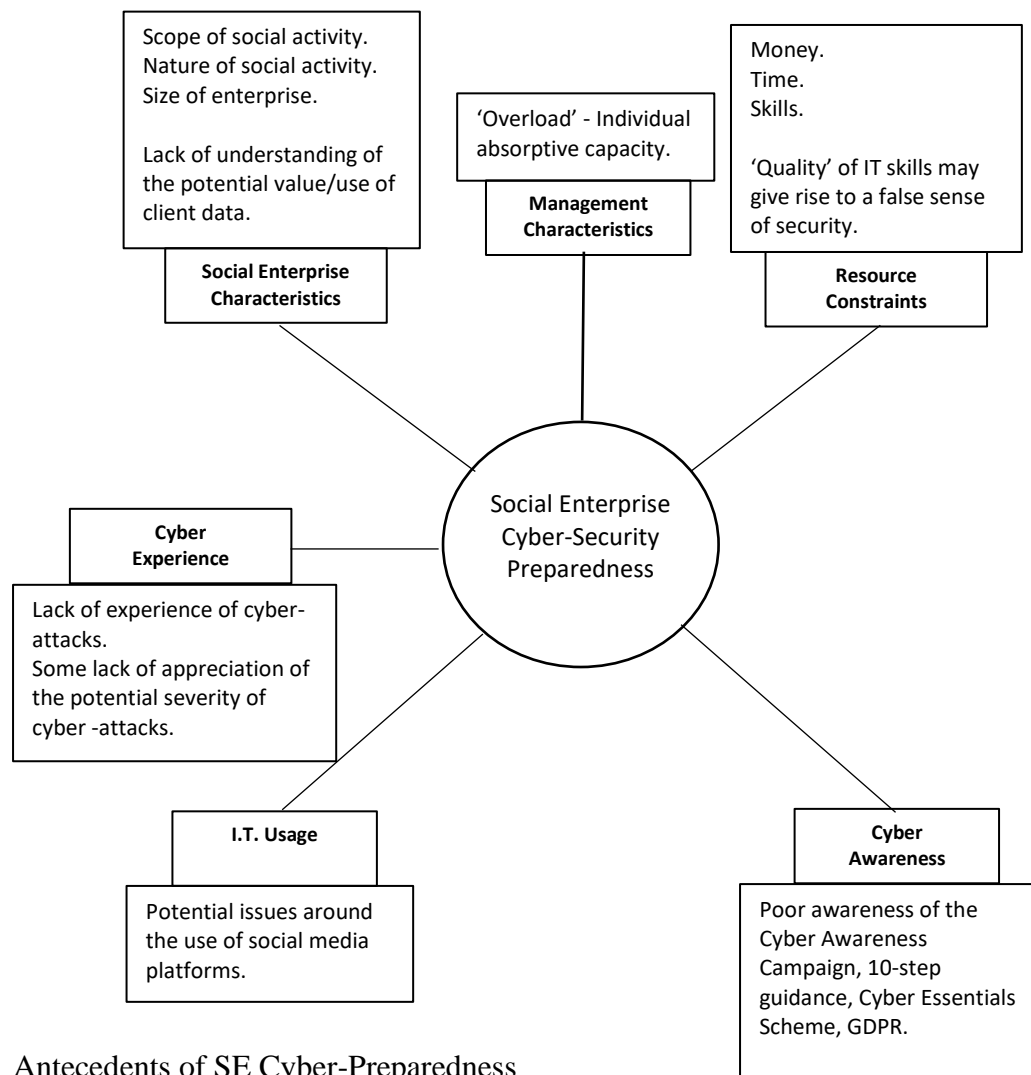 Scope of social activity.
Nature of social activity.
Size of enterprise.
Lack of understanding of
the potential value/use of
client data.
Social Enterprise
Characteristics
‘Overload’ - Individual
absorptive capacity.
Management
Characteristics
Money.
Time.
Skills.
‘Quality’ of IT skills may
give rise to a false sense
of security.
Resource
Constraints
Social Enterprise
Cyber-Security
Preparedness
Cyber
Experience
Lack of experience of cyber-
attacks.
Some lack of appreciation of
the potential severity of
cyber -attacks.
I.T. Usage
Potential issues around
the use of social media
platforms.
Cyber
Awareness
Poor awareness of the
Cyber Awareness
Campaign, 10-step
guidance, Cyber Essentials
Scheme, GDPR.
Antecedents of SE Cyber-Preparedness